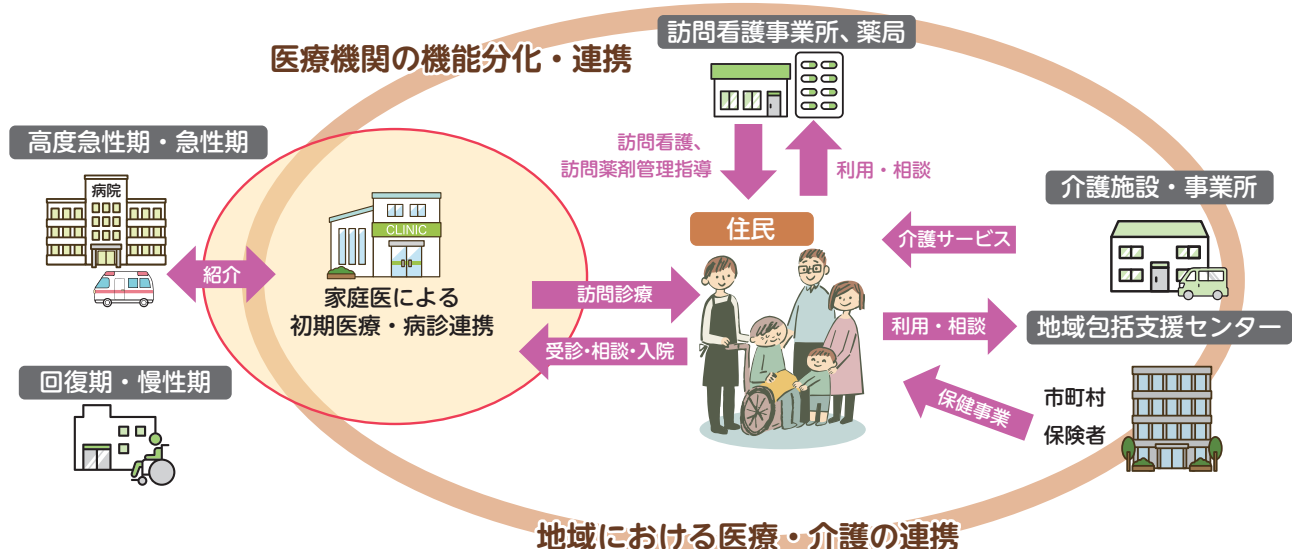 医療機関の機能分化・連携
訪問看護事業所、薬局
高度急性期・急性期
病院
紹介
CLINIC
家庭医による
初期医療・病診連携
回復期・慢性期
訪問看護、
訪問薬剤管理指導
利用・相談
住民
訪問診療
受診・相談・入院
介護施設・事業所
介護サービス
利用・相談
地域包括支援センター
保健事業
市町村
保険者
地域における医療・介護の連携